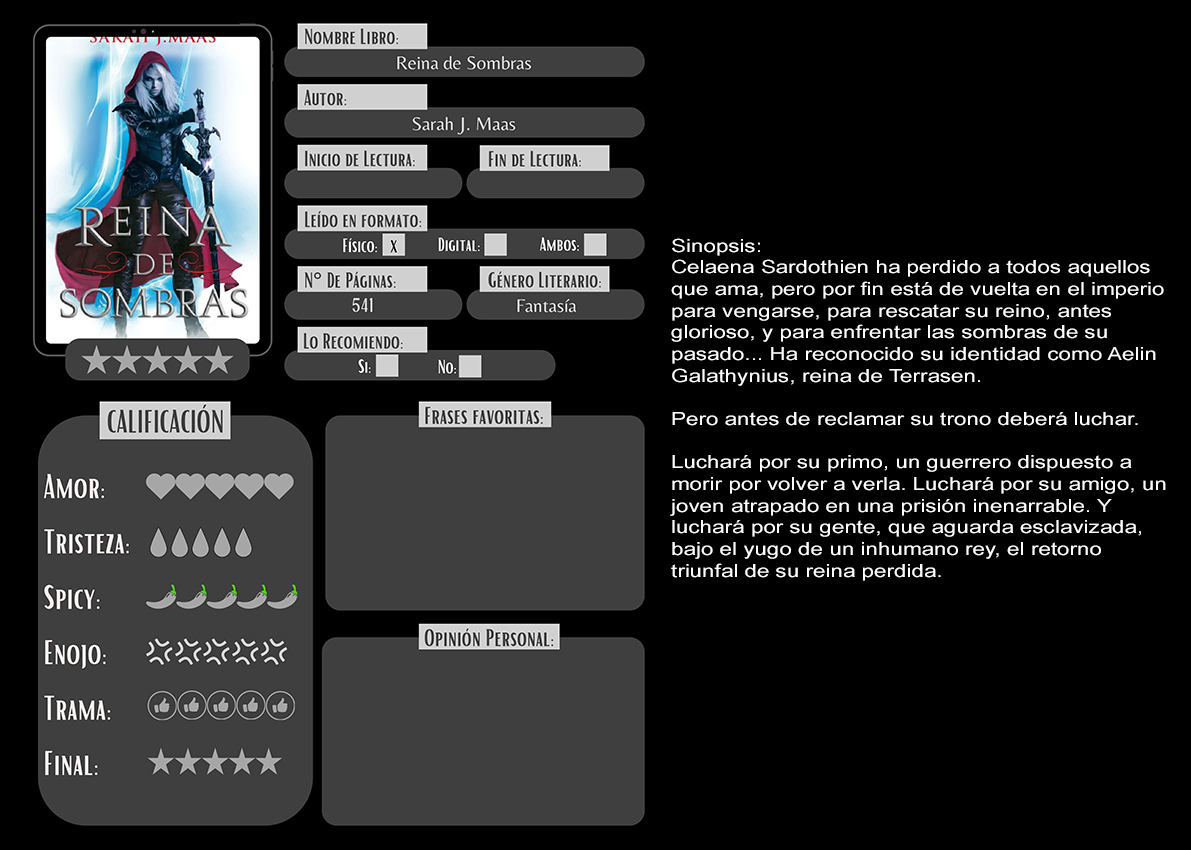 SARAH J. MAAS
REINA
DE
SOMBRAS
Nombre Libro:
Reina de Sombras
Autor:
Sarah J. Maas
Inicio de Lectura:
Fin de Lectura:
Leído en formato:
Físico: X Digital: Ambos:
N° De Páginas:
541
Género Literario:
Fantasía
Lo Recomiendo:
Si: No:
CALIFICACIÓN
Amor:
Tristeza:
Spicy:
Enojo:
Trama:
Final:
Frases favoritas:
Opinión Personal:
Sinopsis:
Celaena Sardothien ha perdido a todos aquellos
que ama, pero por fin está de vuelta en el imperio
para vengarse, para rescatar su reino, antes
glorioso, y para enfrentar las sombras de su
pasado... Ha reconocido su identidad como Aelin
Galathynius, reina de Terrasen.
Pero antes de reclamar su trono deberá luchar.
Luchará por su primo, un guerrero dispuesto a
morir por volver a verla. Luchará por su amigo, un
joven atrapado en una prisión inenarrable. Y
luchará por su gente, que aguarda esclavizada,
bajo el yugo de un inhumano rey, el retorno
triunfal de su reina perdida.